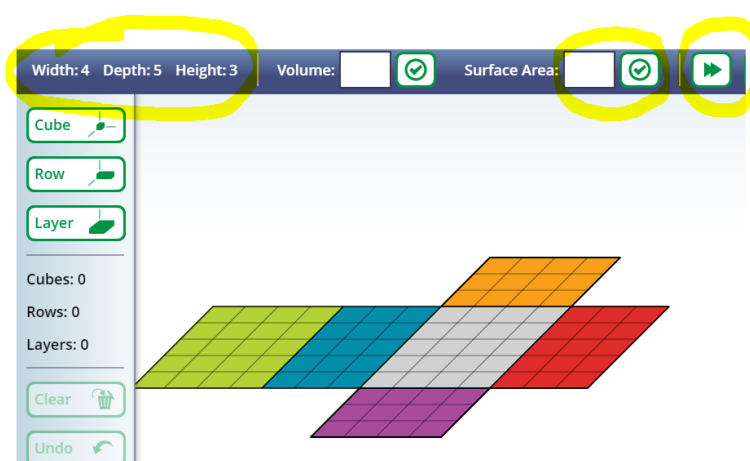 Width: 4 Depth: 5 Height: 3 Volume: Surface Area:
Cube
Row
Layer
Cubes: 0
Rows: 0
Layers: 0
Clear
Undo